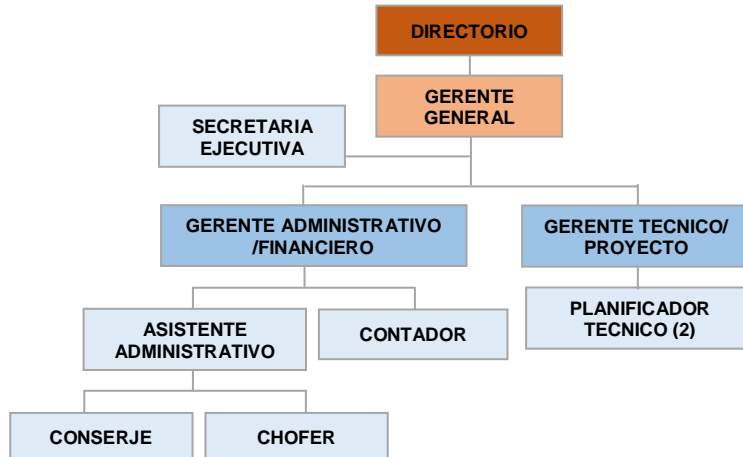 DIRECTORIO
GERENTE
GENERAL
SECRETARIA
EJECUTIVA
GERENTE ADMINISTRATIVO
/FINANCIERO
GERENTE TECNICO/
PROYECTO
ASISTENTE
ADMINISTRATIVO
CONTADOR
PLANIFICADOR
TECNICO (2)
CONSERJE
CHOFER